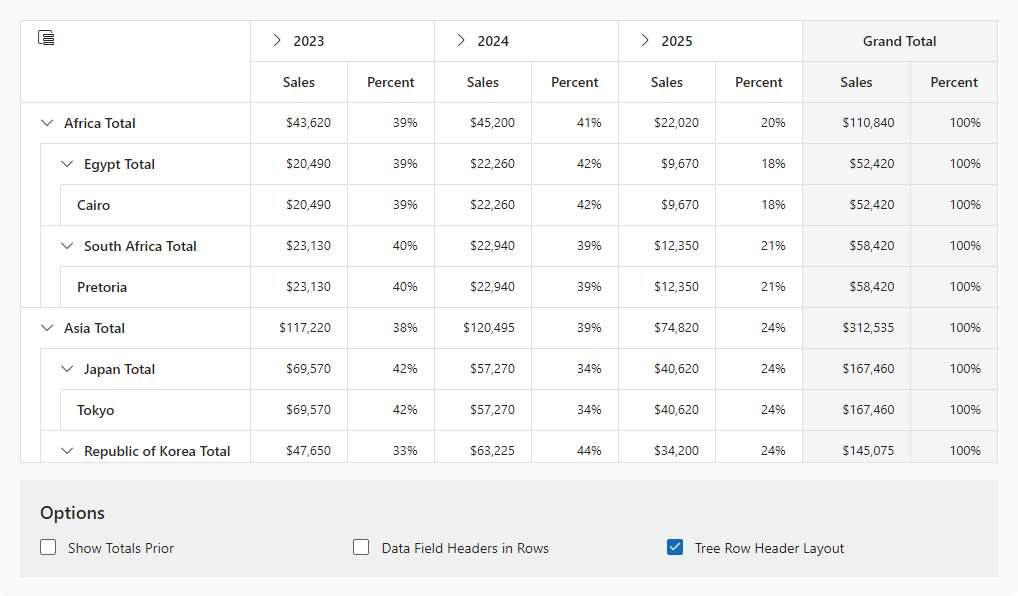 2023 2024 2025 Grand Total
Sales Percent Sales Percent Sales Percent Sales Percent
Africa Total $43,620 39% $45,200 41% $22,020 20% $110,840 100%
Egypt Total $20,490 39% $22,260 42% $9,670 18% $52,420 100%
Cairo $20,490 39% $22,260 42% $9,670 18% $52,420 100%
South Africa Total $23,130 40% $22,940 39% $12,350 21% $58,420 100%
Pretoria $23,130 40% $22,940 39% $12,350 21% $58,420 100%
Asia Total $117,220 38% $120,495 39% $74,820 24% $312,535 100%
Japan Total $69,570 42% $57,270 34% $40,620 24% $167,460 100%
Tokyo $69,570 42% $57,270 34% $40,620 24% $167,460 100%
Republic of Korea Total $47,650 33% $63,225 44% $34,200 24% $145,075 100%
Options
Show Totals Prior Data Field Headers in Rows Tree Row Header Layout